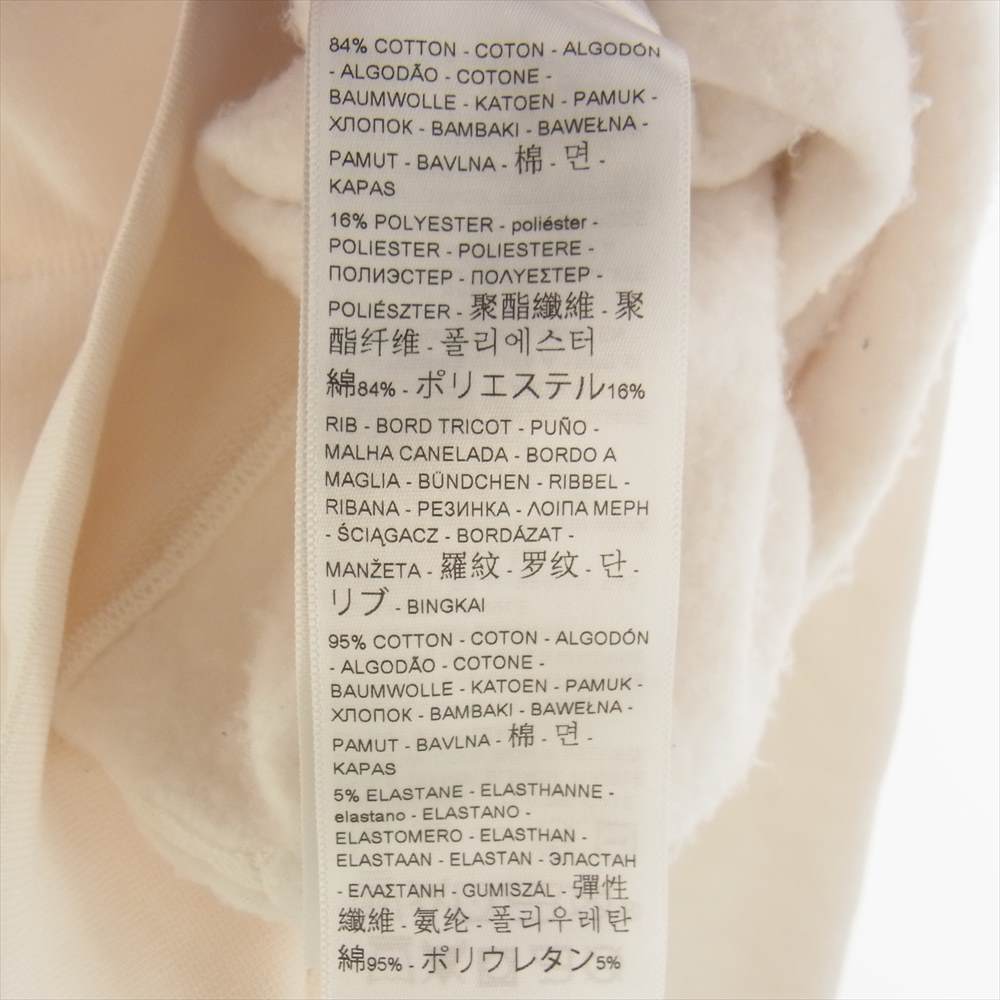 84% COTTON - COTON - ALGODÓN
- ALGODÃO - COTONE -
BAUMWOLLE - KATOEN - PAMUK -
ХЛОПОК - BAMBAKI - BAWEŁNA -
PAMUT - BAVLNA - 棉 - 면 -
KAPAS
16% POLYESTER - poliéster -
POLIESTER - POLIESTERE -
ПОЛИЭСТЕР - ΠΟΛΥΕΣΤΕΡ -
POLIÉSZTER - 聚酯纖維 - 聚
酯纤维 - 폴리에스터
綿84% - ポリエステル16%
RIB - BORD TRICOT - PUÑO -
MALHA CANELADA - BORDO A
MAGLIA - BÜNDCHEN - RIBBEL -
RIBANA - РЕЗИНКА - ΛΟΙΠΑ ΜΕΡΗ
- ŚCIĄGACZ - BORDÁZAT -
MANŽETA - 羅紋 - 罗纹 - 단 -
リブ - BINGKAI
95% COTTON - COTON - ALGODÓN
- ALGODÃO - COTONE -
BAUMWOLLE - KATOEN - PAMUK -
ХЛОПОК - BAMBAKI - BAWEŁNA -
PAMUT - BAVLNA - 棉 - 면 -
KAPAS
5% ELASTANE - ELASTHANNE -
elastano - ELASTANO -
ELASTOMERO - ELASTHAN -
ELASTAAN - ELASTAN - ЭЛАСТАН
- ΕΛΑΣΤΑΝΗ - GUMISZÁL - 彈性
纖維 - 氨纶 - 폴리우레탄
綿95% - ポリウレタン5%